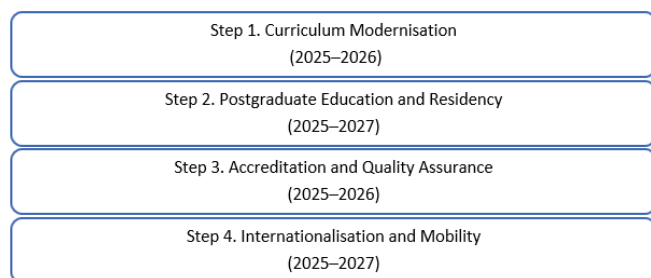 Step 1. Curriculum Modernisation
(2025–2026)
Step 2. Postgraduate Education and Residency
(2025–2027)
Step 3. Accreditation and Quality Assurance
(2025–2026)
Step 4. Internationalisation and Mobility
(2025–2027)